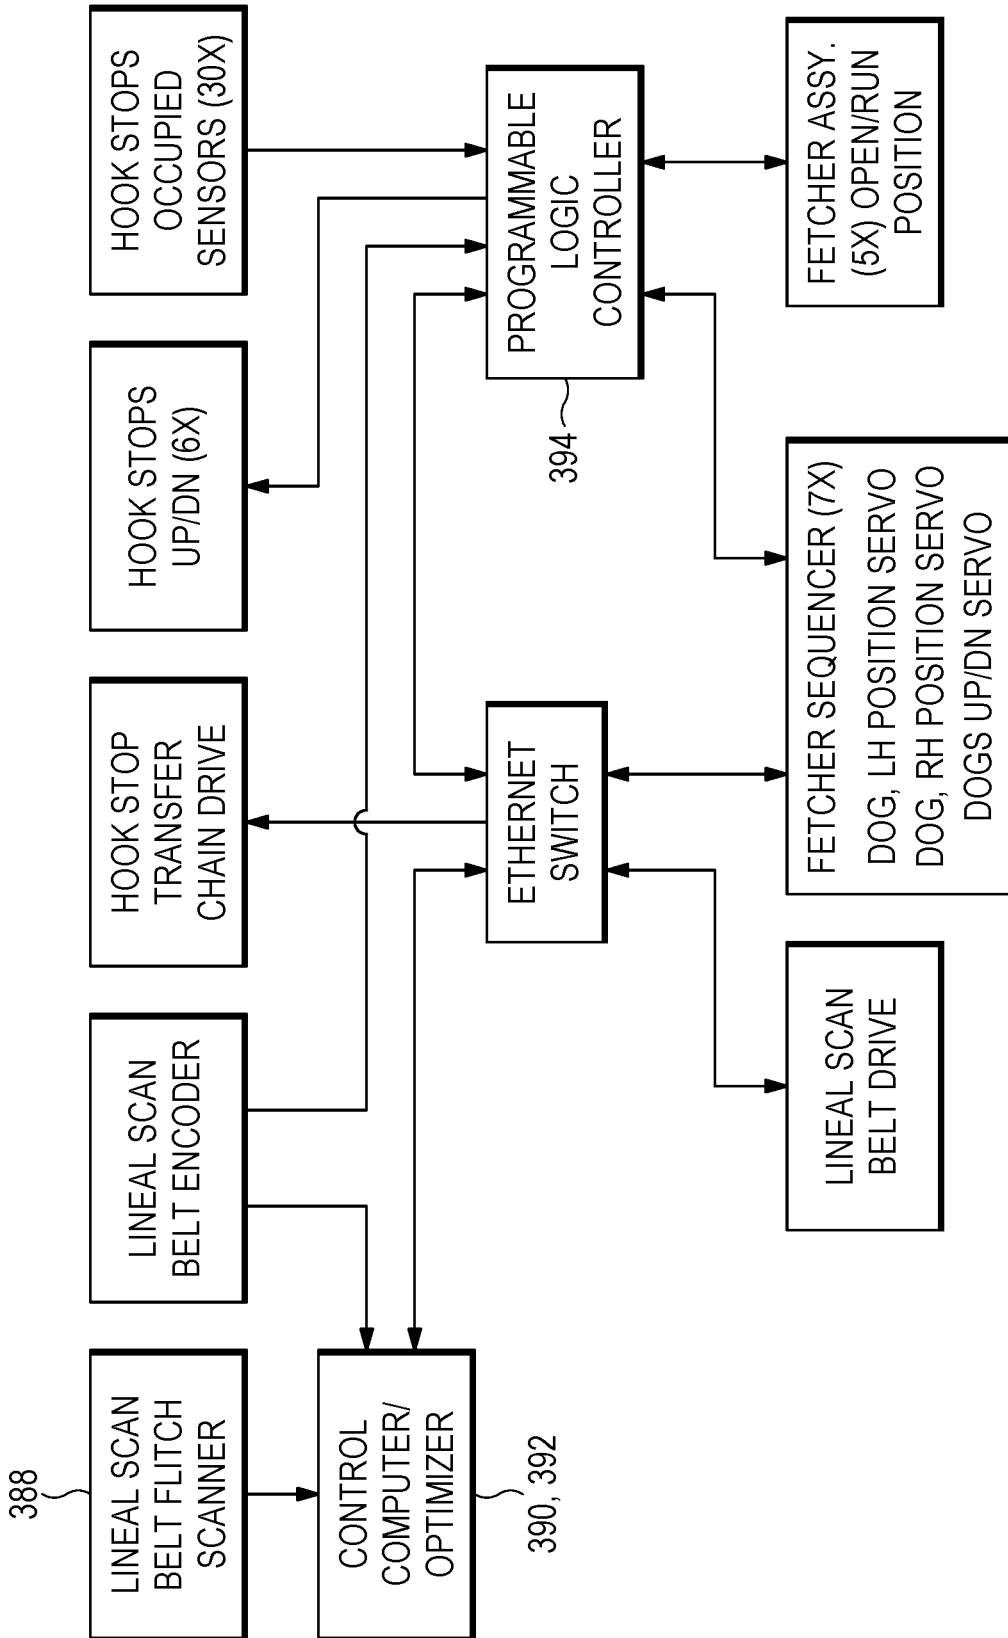 388
LINEAL SCAN
BELT FLITCH
SCANNER
LINEAL SCAN
BELT ENCODER
HOOK STOP
TRANSFER
CHAIN DRIVE
HOOK STOPS
UP/DN (6X)
HOOK STOPS
OCCUPIED
SENSORS (30X)
CONTROL
COMPUTER/
OPTIMIZER
390, 392
ETHERNET
SWITCH
PROGRAMMABLE
LOGIC
CONTROLLER
394
LINEAL SCAN
BELT DRIVE
FETCHER SEQUENCER (7X)
DOG, LH POSITION SERVO
DOG, RH POSITION SERVO
DOGS UP/DN SERVO
FETCHER ASSY.
(5X) OPEN/RUN
POSITION